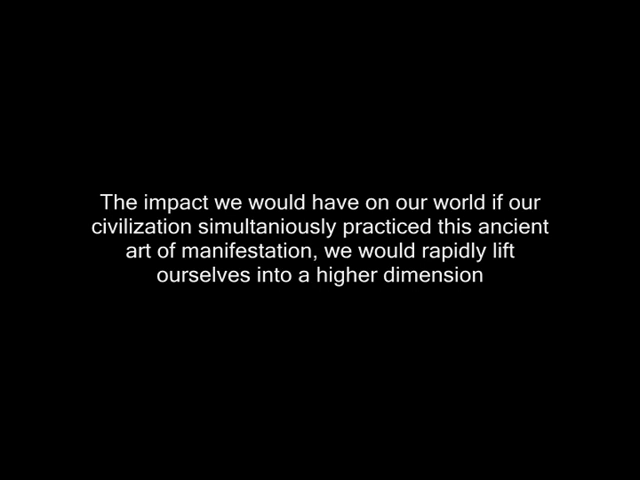 The impact we would have on our world if our
civilization simultaniously practiced this ancient
art of manifestation, we would rapidly lift
ourselves into a higher dimension